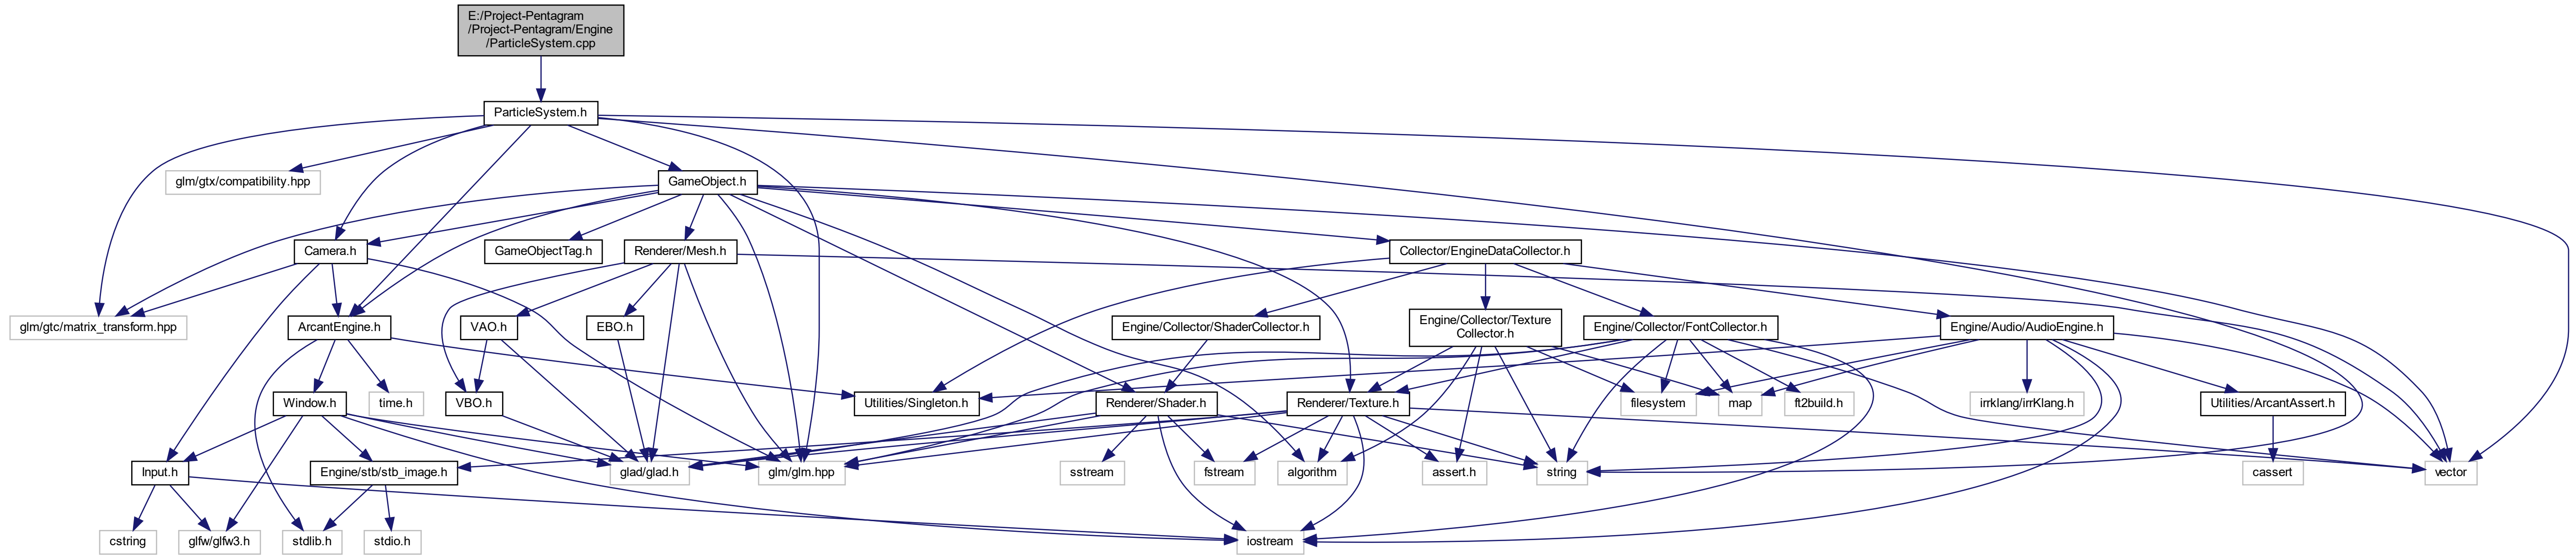 E:/Project-Pentagram
/Project-Pentagram/Engine
/ParticleSystem.cpp
ParticleSystem.h
glm/gtx/compatibility.hpp
GameObject.h
Camera.h
GameObjectTag.h
Renderer/Mesh.h
Collector/EngineDataCollector.h
glm/gtc/matrix_transform.hpp
ArcantEngine.h
VAO.h
EBO.h
Engine/Collector/ShaderCollector.h
Engine/Collector/Texture
Collector.h
Engine/Collector/FontCollector.h
Engine/Audio/AudioEngine.h
Window.h
time.h
VBO.h
Utilities/Singleton.h
Renderer/Shader.h
Renderer/Texture.h
filesystem
map
ft2build.h
irrklang/irrKlang.h
Utilities/ArcantAssert.h
Input.h
Engine/stb/stb_image.h
glad/glad.h
glm/glm.hpp
sstream
fstream
algorithm
assert.h
string
cassert
vector
cstring
glfw/glfw3.h
stdlib.h
stdio.h
iostream